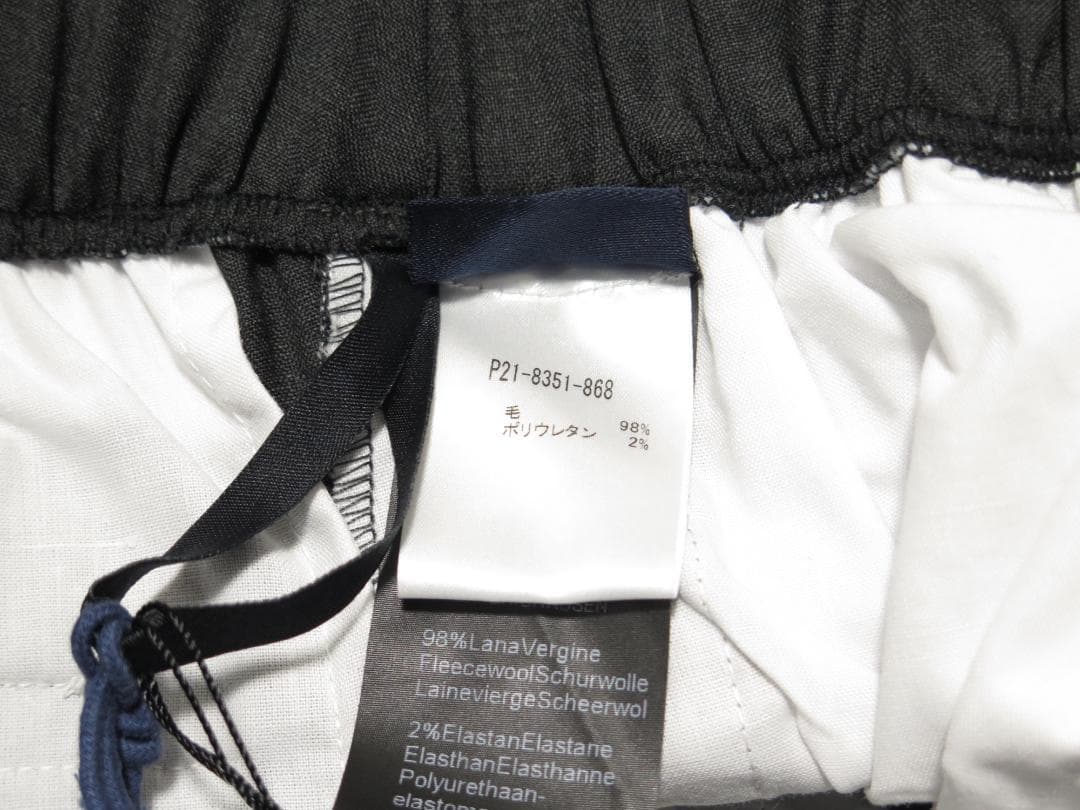 P21-8351-868
毛 98%
ポリウレタン 2%
98%LanaVergine
FleecewoolSchurwolle
LaineviergeScheerwol
2%ElastanElastane
ElasthanElasthanne
Polyurethaan-